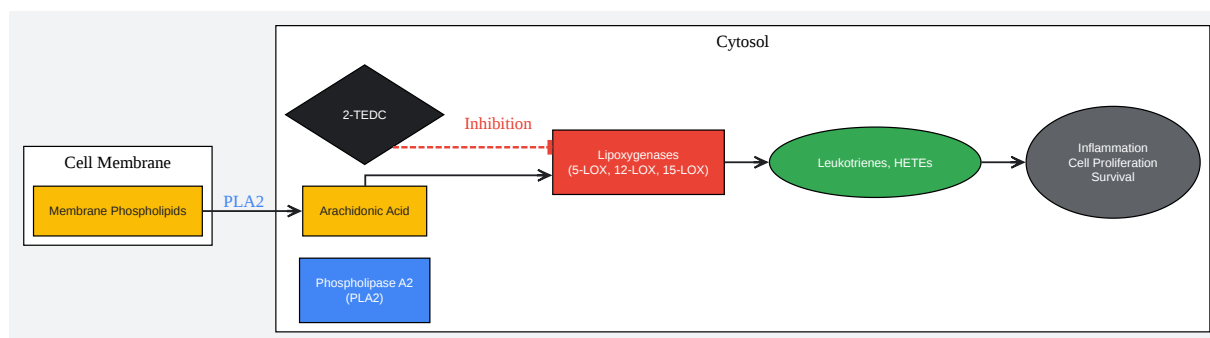 Cytosol
2-TEDC
Inhibition
Lipoxygenases
(5-LOX, 12-LOX, 15-LOX)
Leukotrienes, HETEs
Inflammation
Cell Proliferation
Survival
Cell Membrane
Membrane Phospholipids
PLA2
Arachidonic Acid
Phospholipase A2
(PLA2)